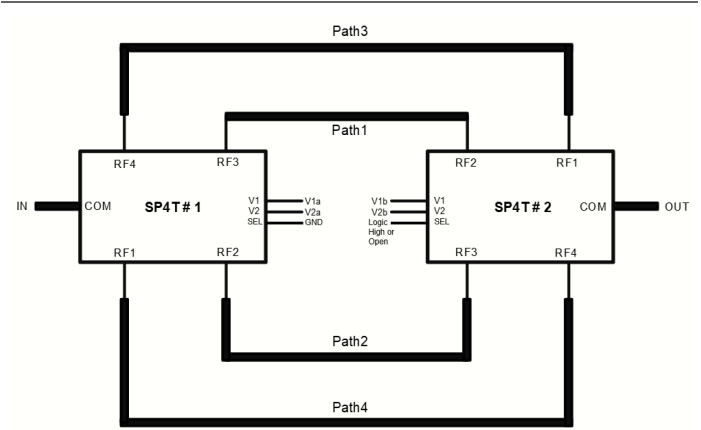 Path3
Path1
RF4 RF3
RF2 RF1
IN COM SP4T# 1
V1 V1a
V2 V2a
SEL GND
V1b V1
V2b V2
Logic SEL
High or
Open
SP4T# 2 COM OUT
RF1 RF2
RF3 RF4
Path2
Path4